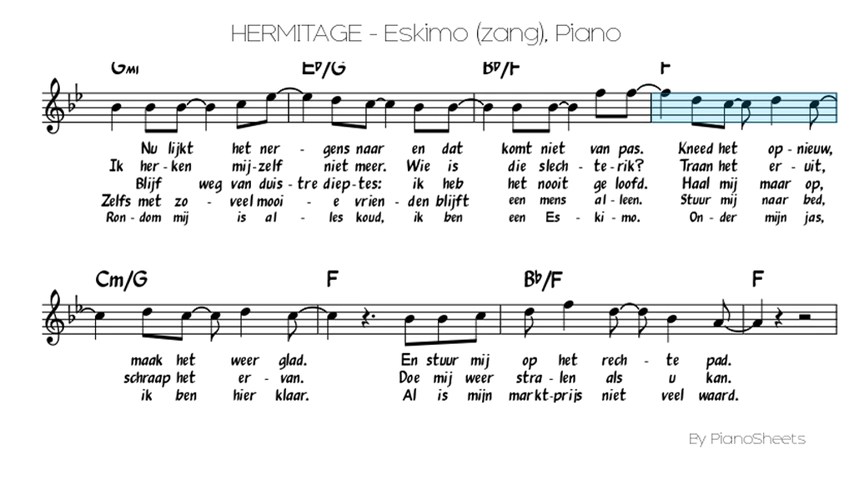 HERMITAGE - Eskimo (zang), Piano
Gmi Eb/G Bb/F F
Nu lijkt het ner - gens naar en dat komt niet van pas. Kneed het op - nieuw,
Ik her - ken mij-zelf niet meer. Wie is die slech - te - rik? Traan het er - uit,
Blijf weg van duis - tre diep - tes: ik heb het nooit ge loofd. Haal mij maar op,
Zelfs met zo - veel mooi - e vrien - den blijft een mens al - leen. Stuur mij naar bed,
Ron - dom mij is al - les koud, ik ben een Es - ki - mo. On - der mijn jas,
Cm/G F Bb/F F
maak het weer glad. En stuur mij op het rech - te pad.
schraap het er - van. Doe mij weer stra - len als u kan.
ik ben hier klaar. Al is mijn markt-prijs niet veel waard.
By PianoSheets